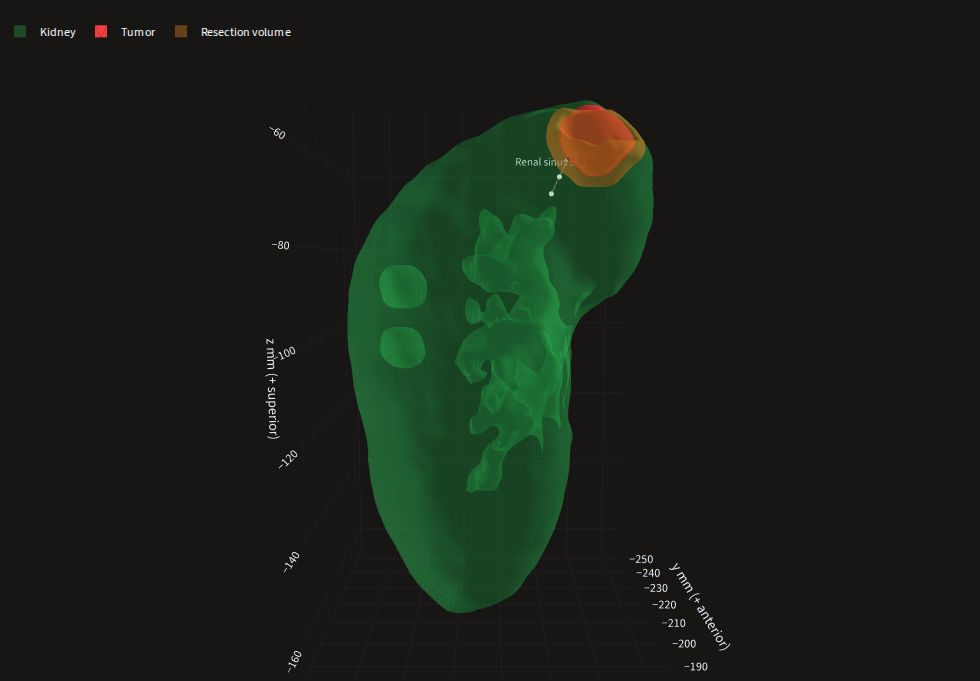 Kidney
Tumor
Resection volume
Renal sinus
−60
−80
−100
−120
−140
−160
z mm (+ superior)
−250
−240
−230
−220
−210
−200
−190
y mm (+ anterior)